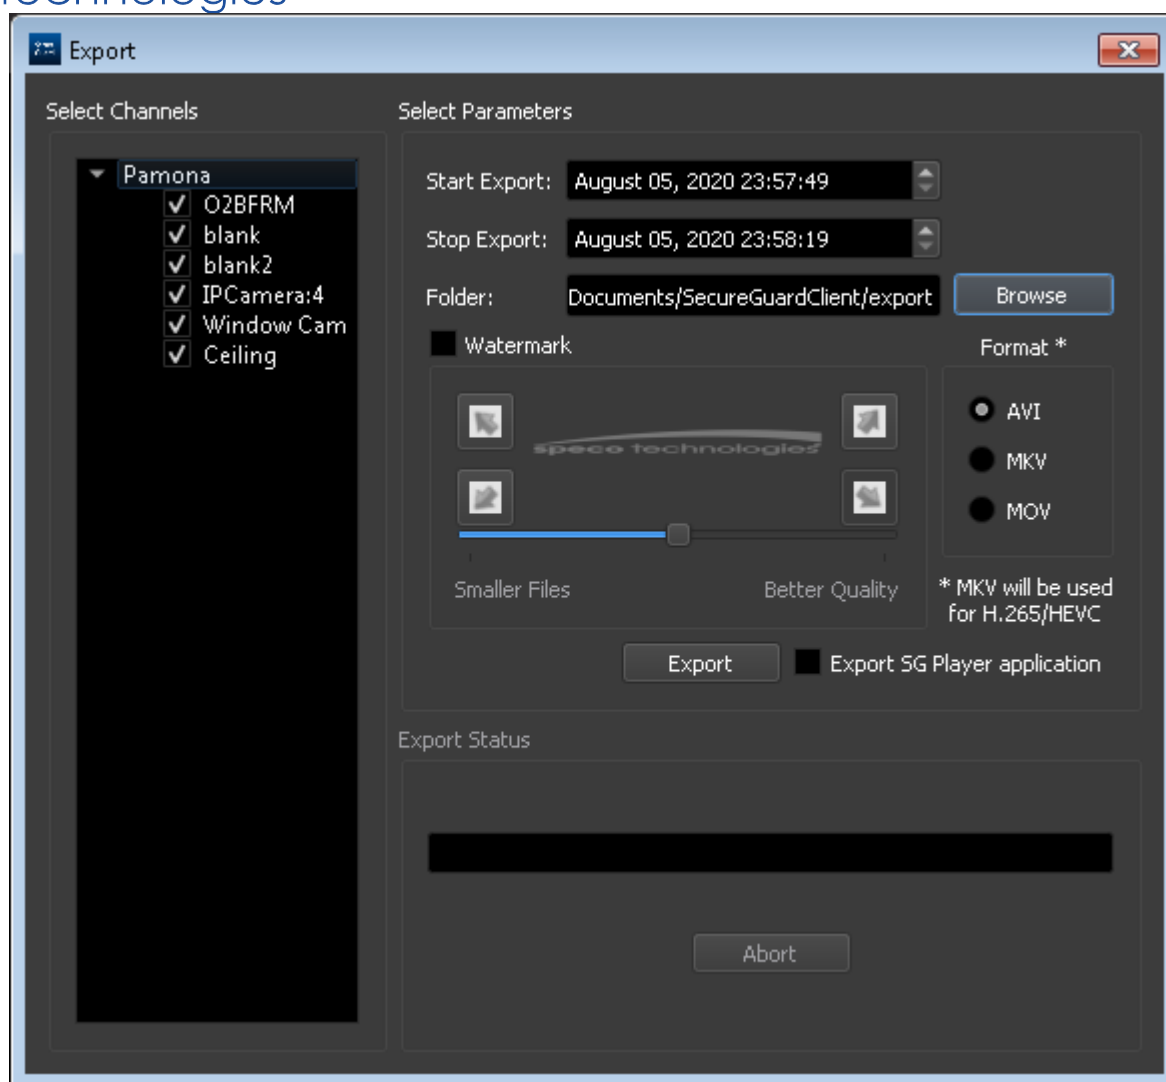 Technologies
Export
Select Channels
Pamona
O2BFRM
blank
blank2
IPCamera:4
Window Cam
Ceiling
Select Parameters
Start Export: August 05, 2020 23:57:49
Stop Export: August 05, 2020 23:58:19
Folder: Documents/SecureGuardClient/export Browse
Watermark
speco technologies
Smaller Files Better Quality
Format *
AVI
MKV
MOV
* MKV will be used
for H.265/HEVC
Export Export SG Player application
Export Status
Abort